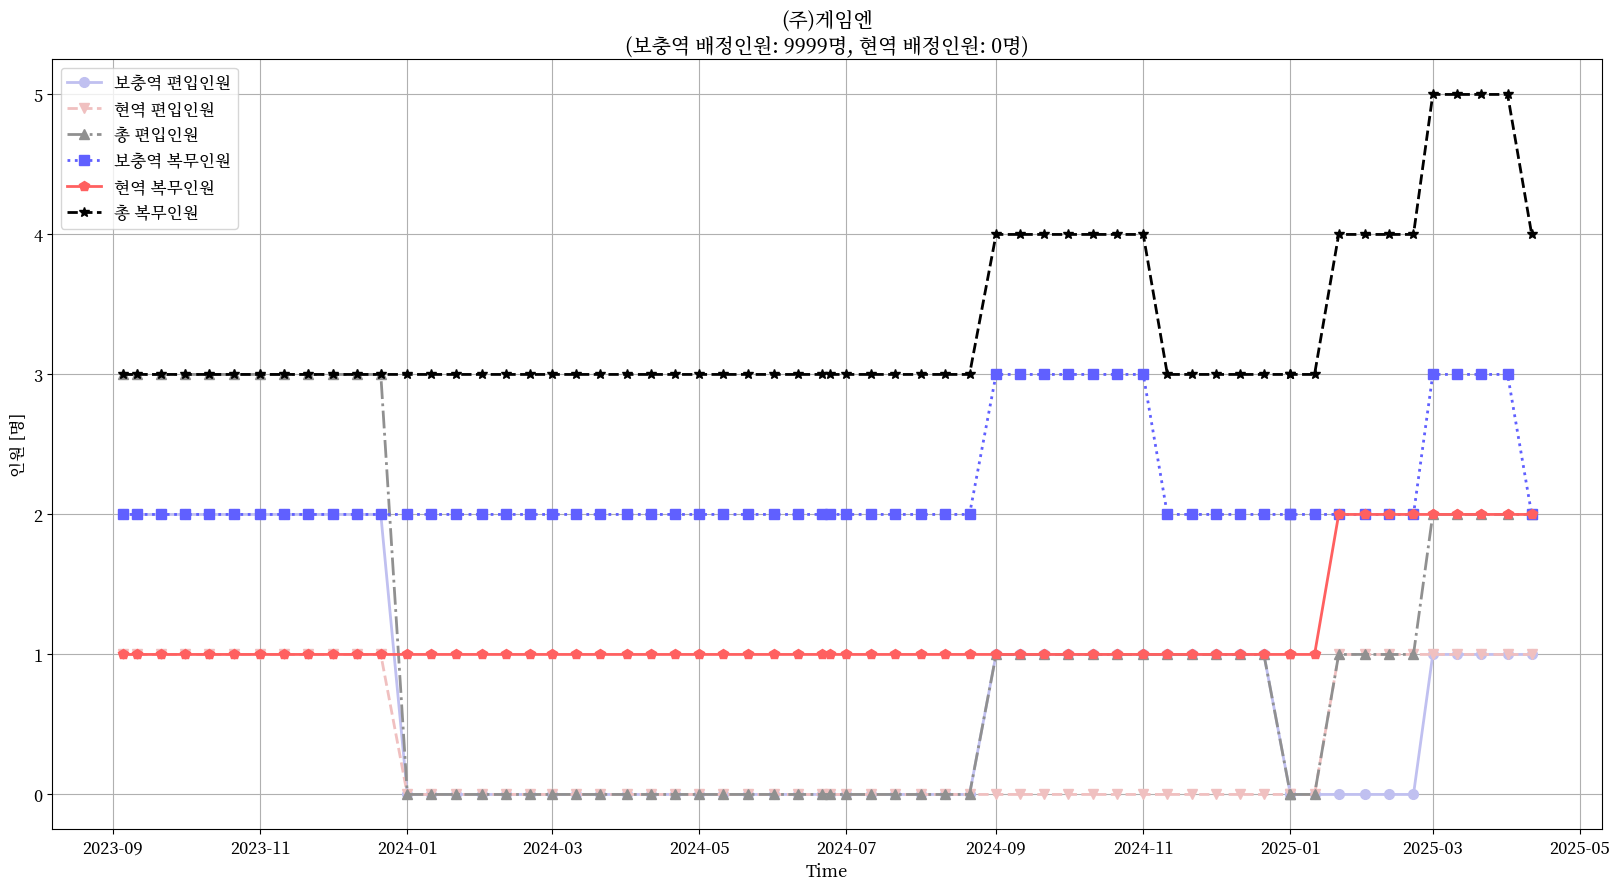 (주)게임엔
(보충역 배정인원: 9999명, 현역 배정인원: 0명)
보충역 편입인원
현역 편입인원
총 편입인원
보충역 복무인원
현역 복무인원
총 복무인원
인원 [명]
5
4
3
2
1
0
2023-09
2023-11
2024-01
2024-03
2024-05
2024-07
2024-09
2024-11
2025-01
2025-03
2025-05
Time